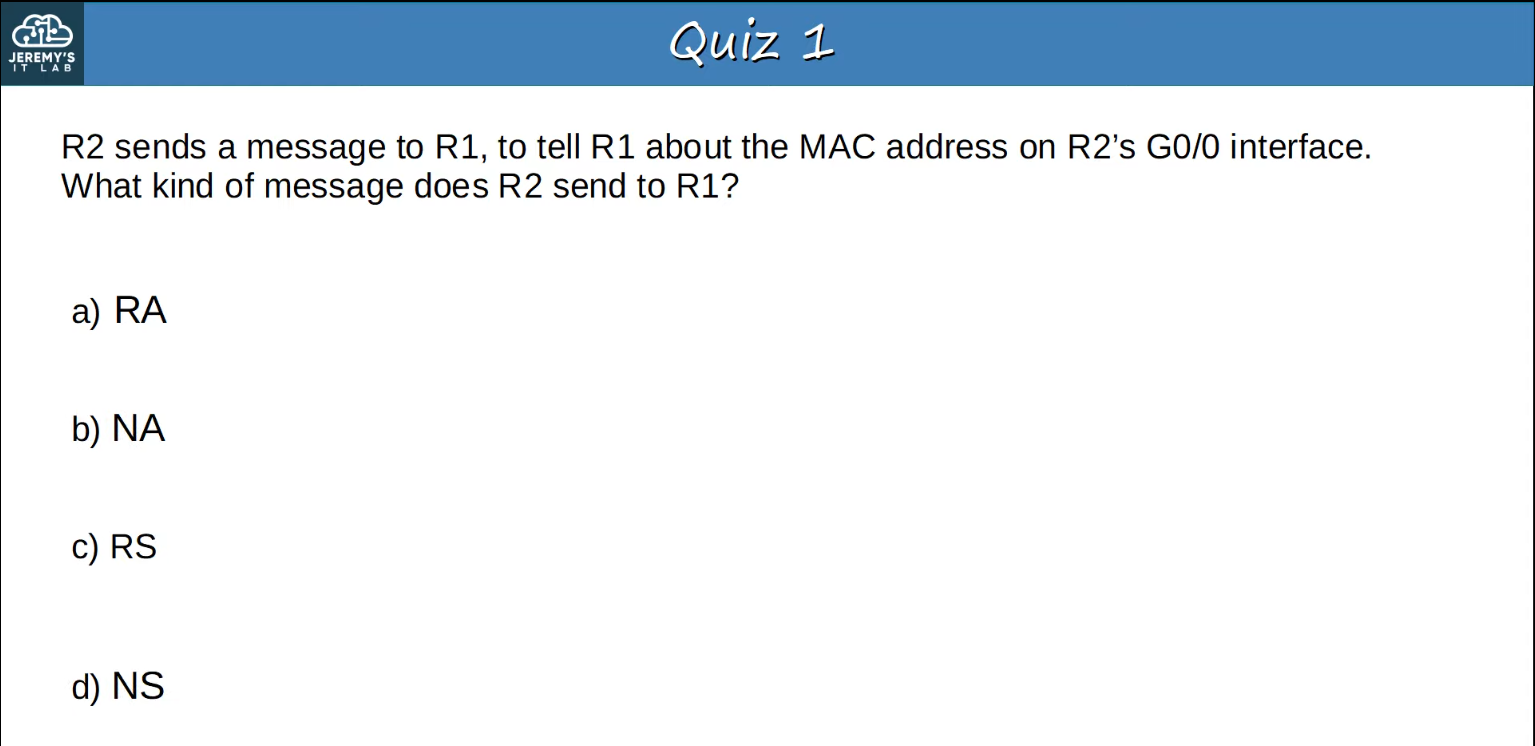 JEREMY'S
IT LAB
Quiz 1
R2 sends a message to R1, to tell R1 about the MAC address on R2’s G0/0 interface.
What kind of message does R2 send to R1?
a) RA
b) NA
c) RS
d) NS